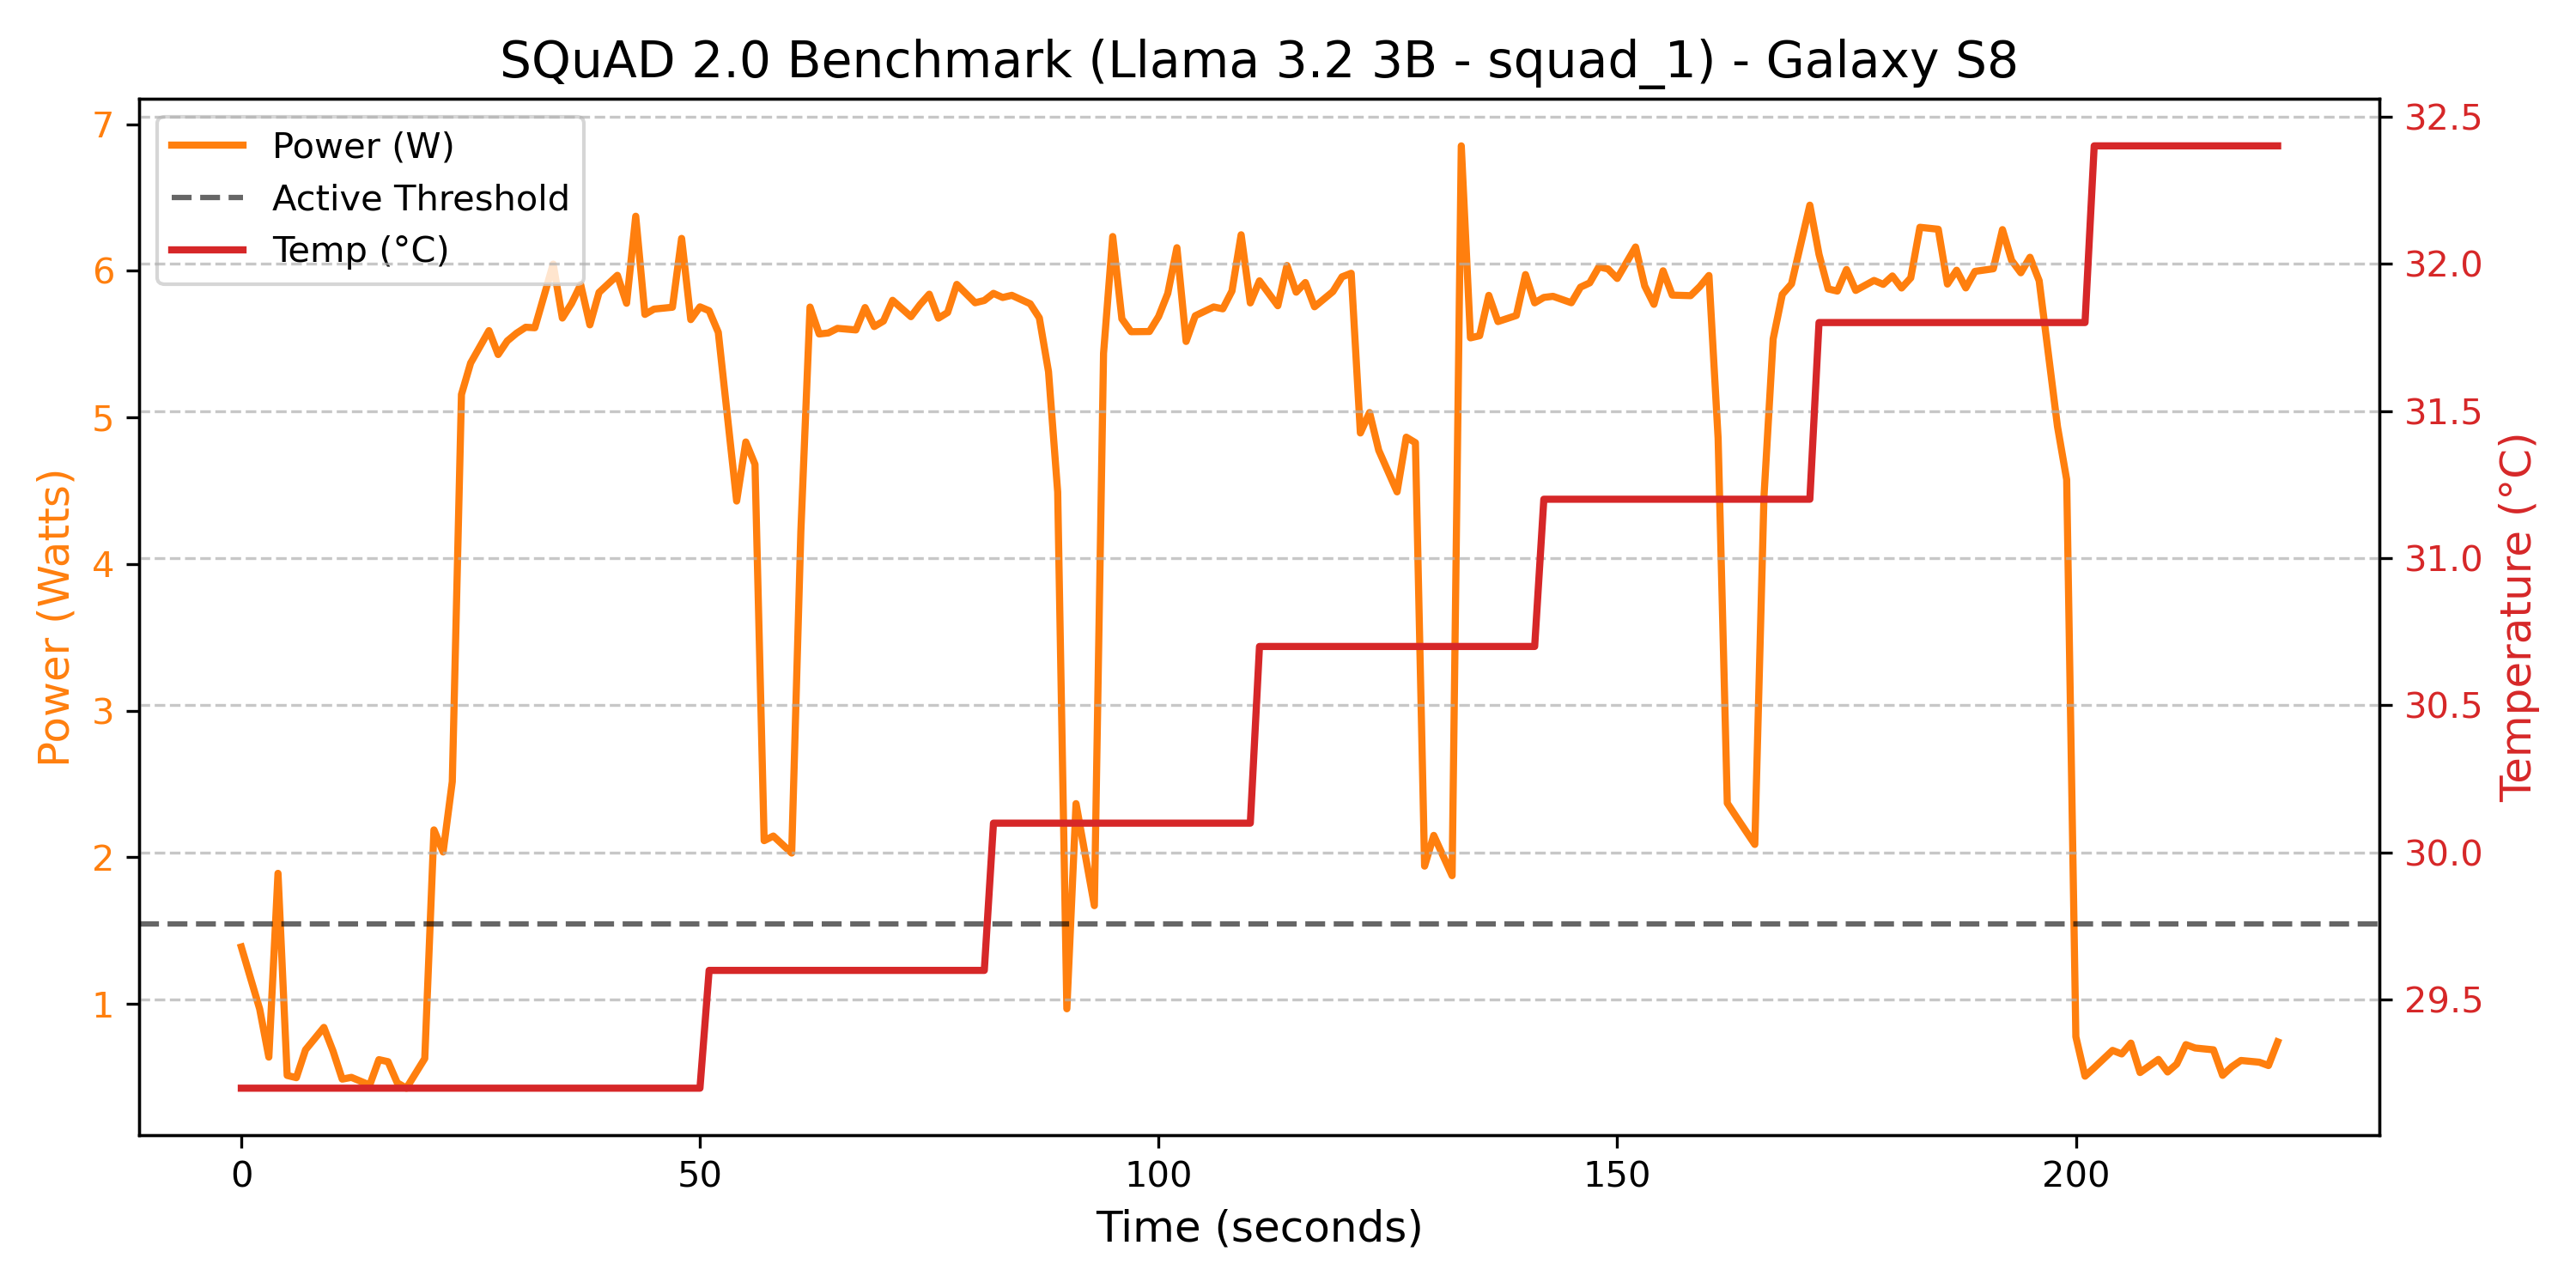 SQuAD 2.0 Benchmark (Llama 3.2 3B - squad_1) - Galaxy S8
Power (W)
Active Threshold
Temp (°C)
Power (Watts)
7
6
5
4
3
2
1
32.5
32.0
31.5
31.0
30.5
30.0
29.5
Temperature (°C)
0 50 100 150 200
Time (seconds)